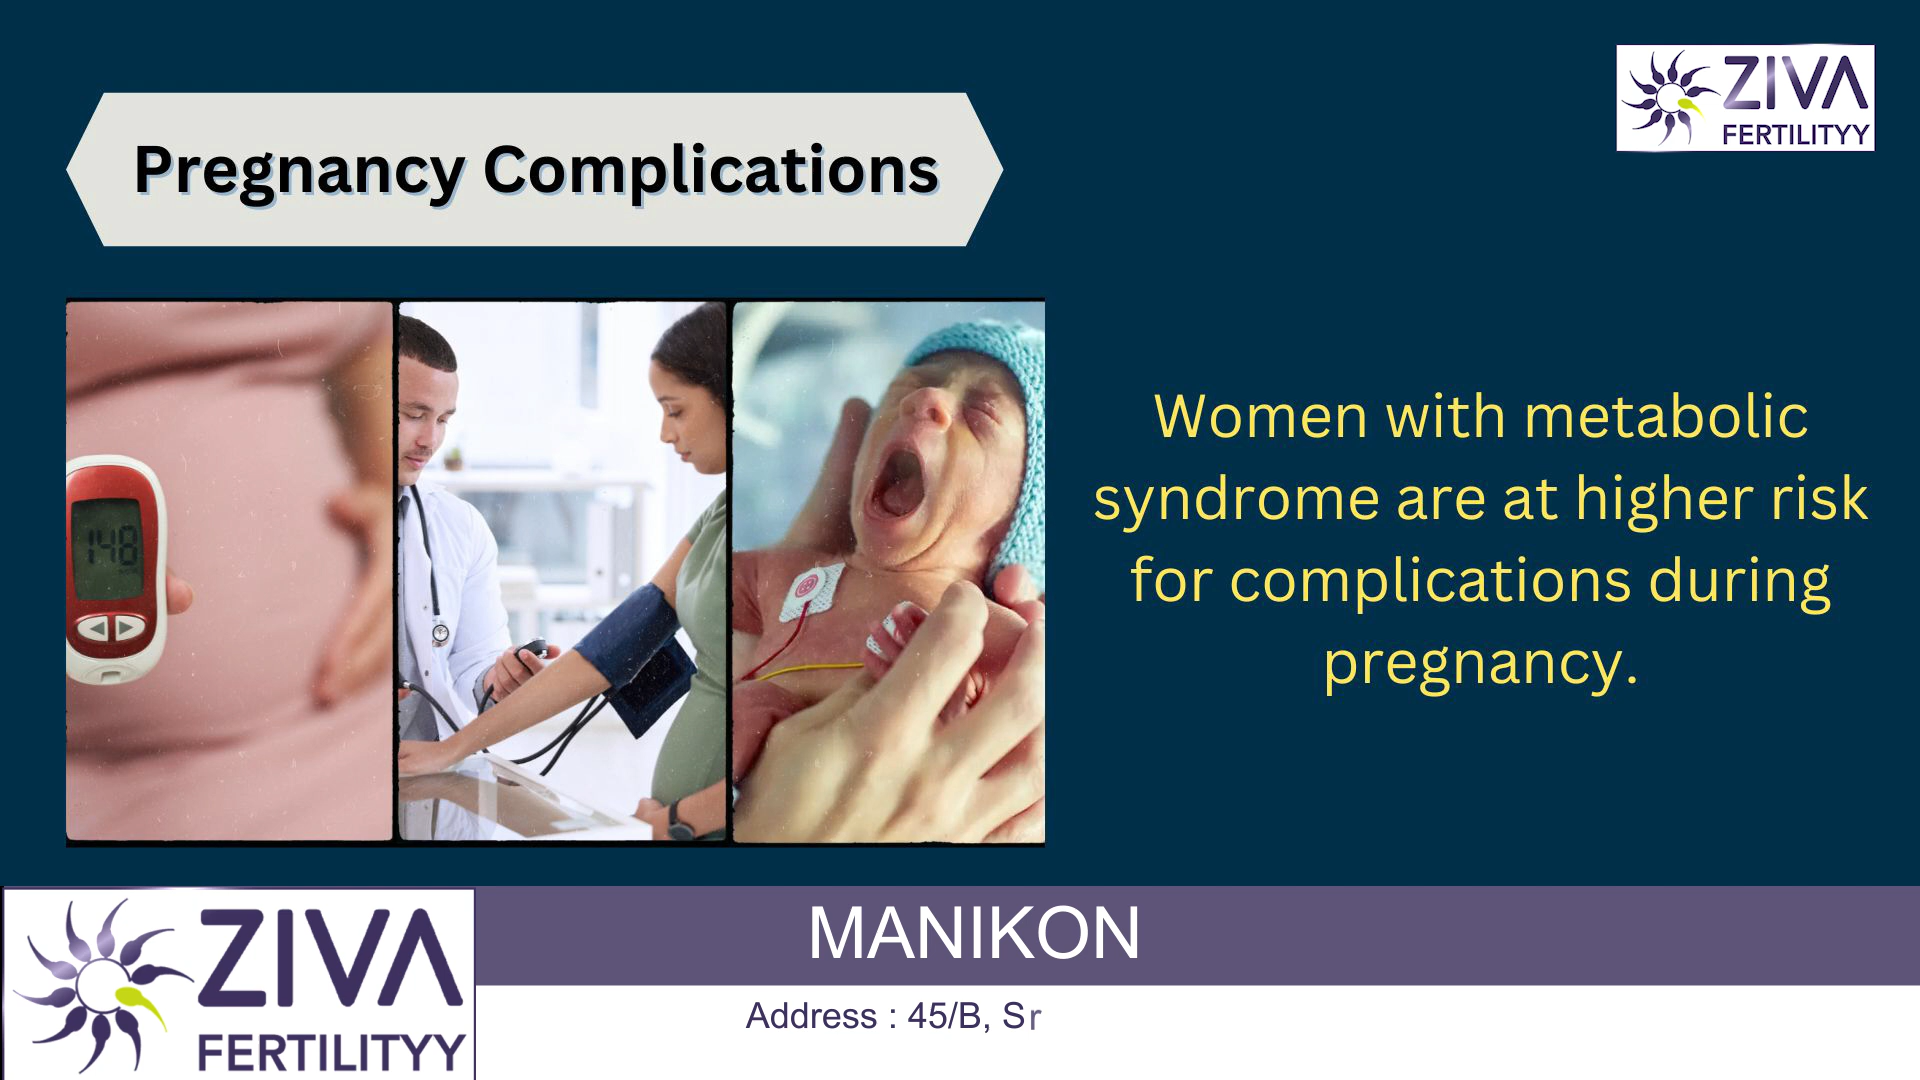 ZIVA
FERTILITYY
Pregnancy Complications
148
Women with metabolic
syndrome are at higher risk
for complications during
pregnancy.
ZIVA
FERTILITYY
MANIKON
Address : 45/B, Sr